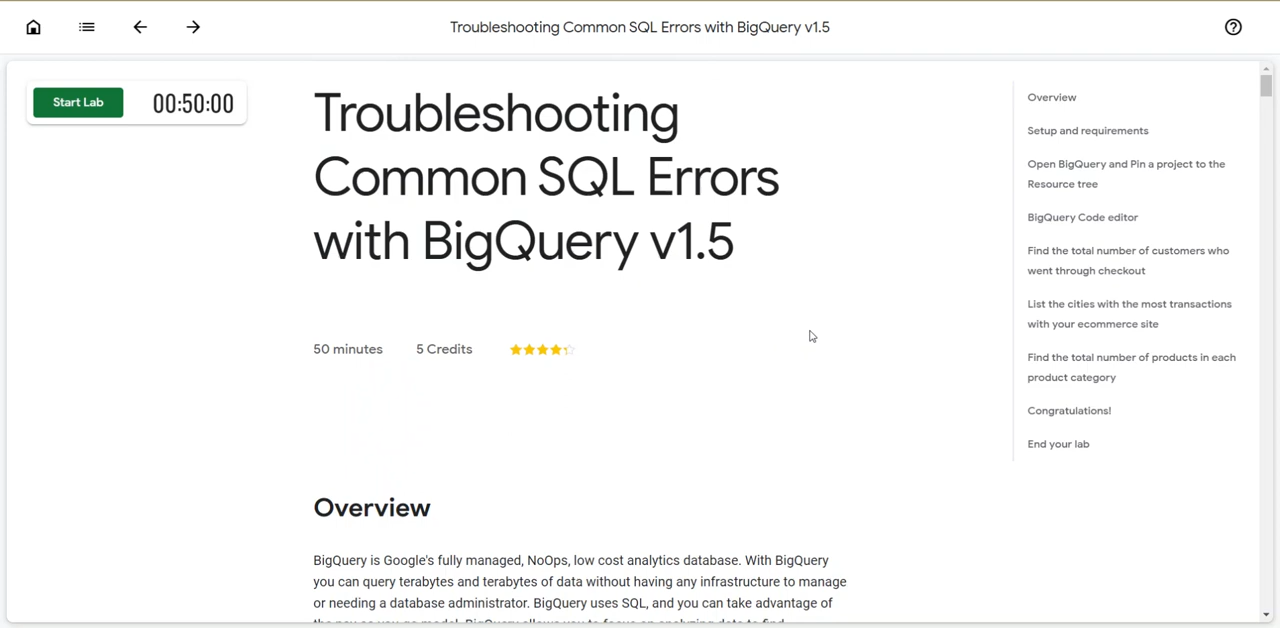 Troubleshooting Common SQL Errors with BigQuery v1.5
Start Lab
00:50:00
Troubleshooting
Common SQL Errors
with BigQuery v1.5
50 minutes
5 Credits
Overview
BigQuery is Google's fully managed, NoOps, low cost analytics database. With BigQuery
you can query terabytes and terabytes of data without having any infrastructure to manage
or needing a database administrator. BigQuery uses SQL, and you can take advantage of
Overview
Setup and requirements
Open BigQuery and Pin a project to the
Resource tree
BigQuery Code editor
Find the total number of customers who
went through checkout
List the cities with the most transactions
with your ecommerce site
Find the total number of products in each
product category
Congratulations!
End your lab